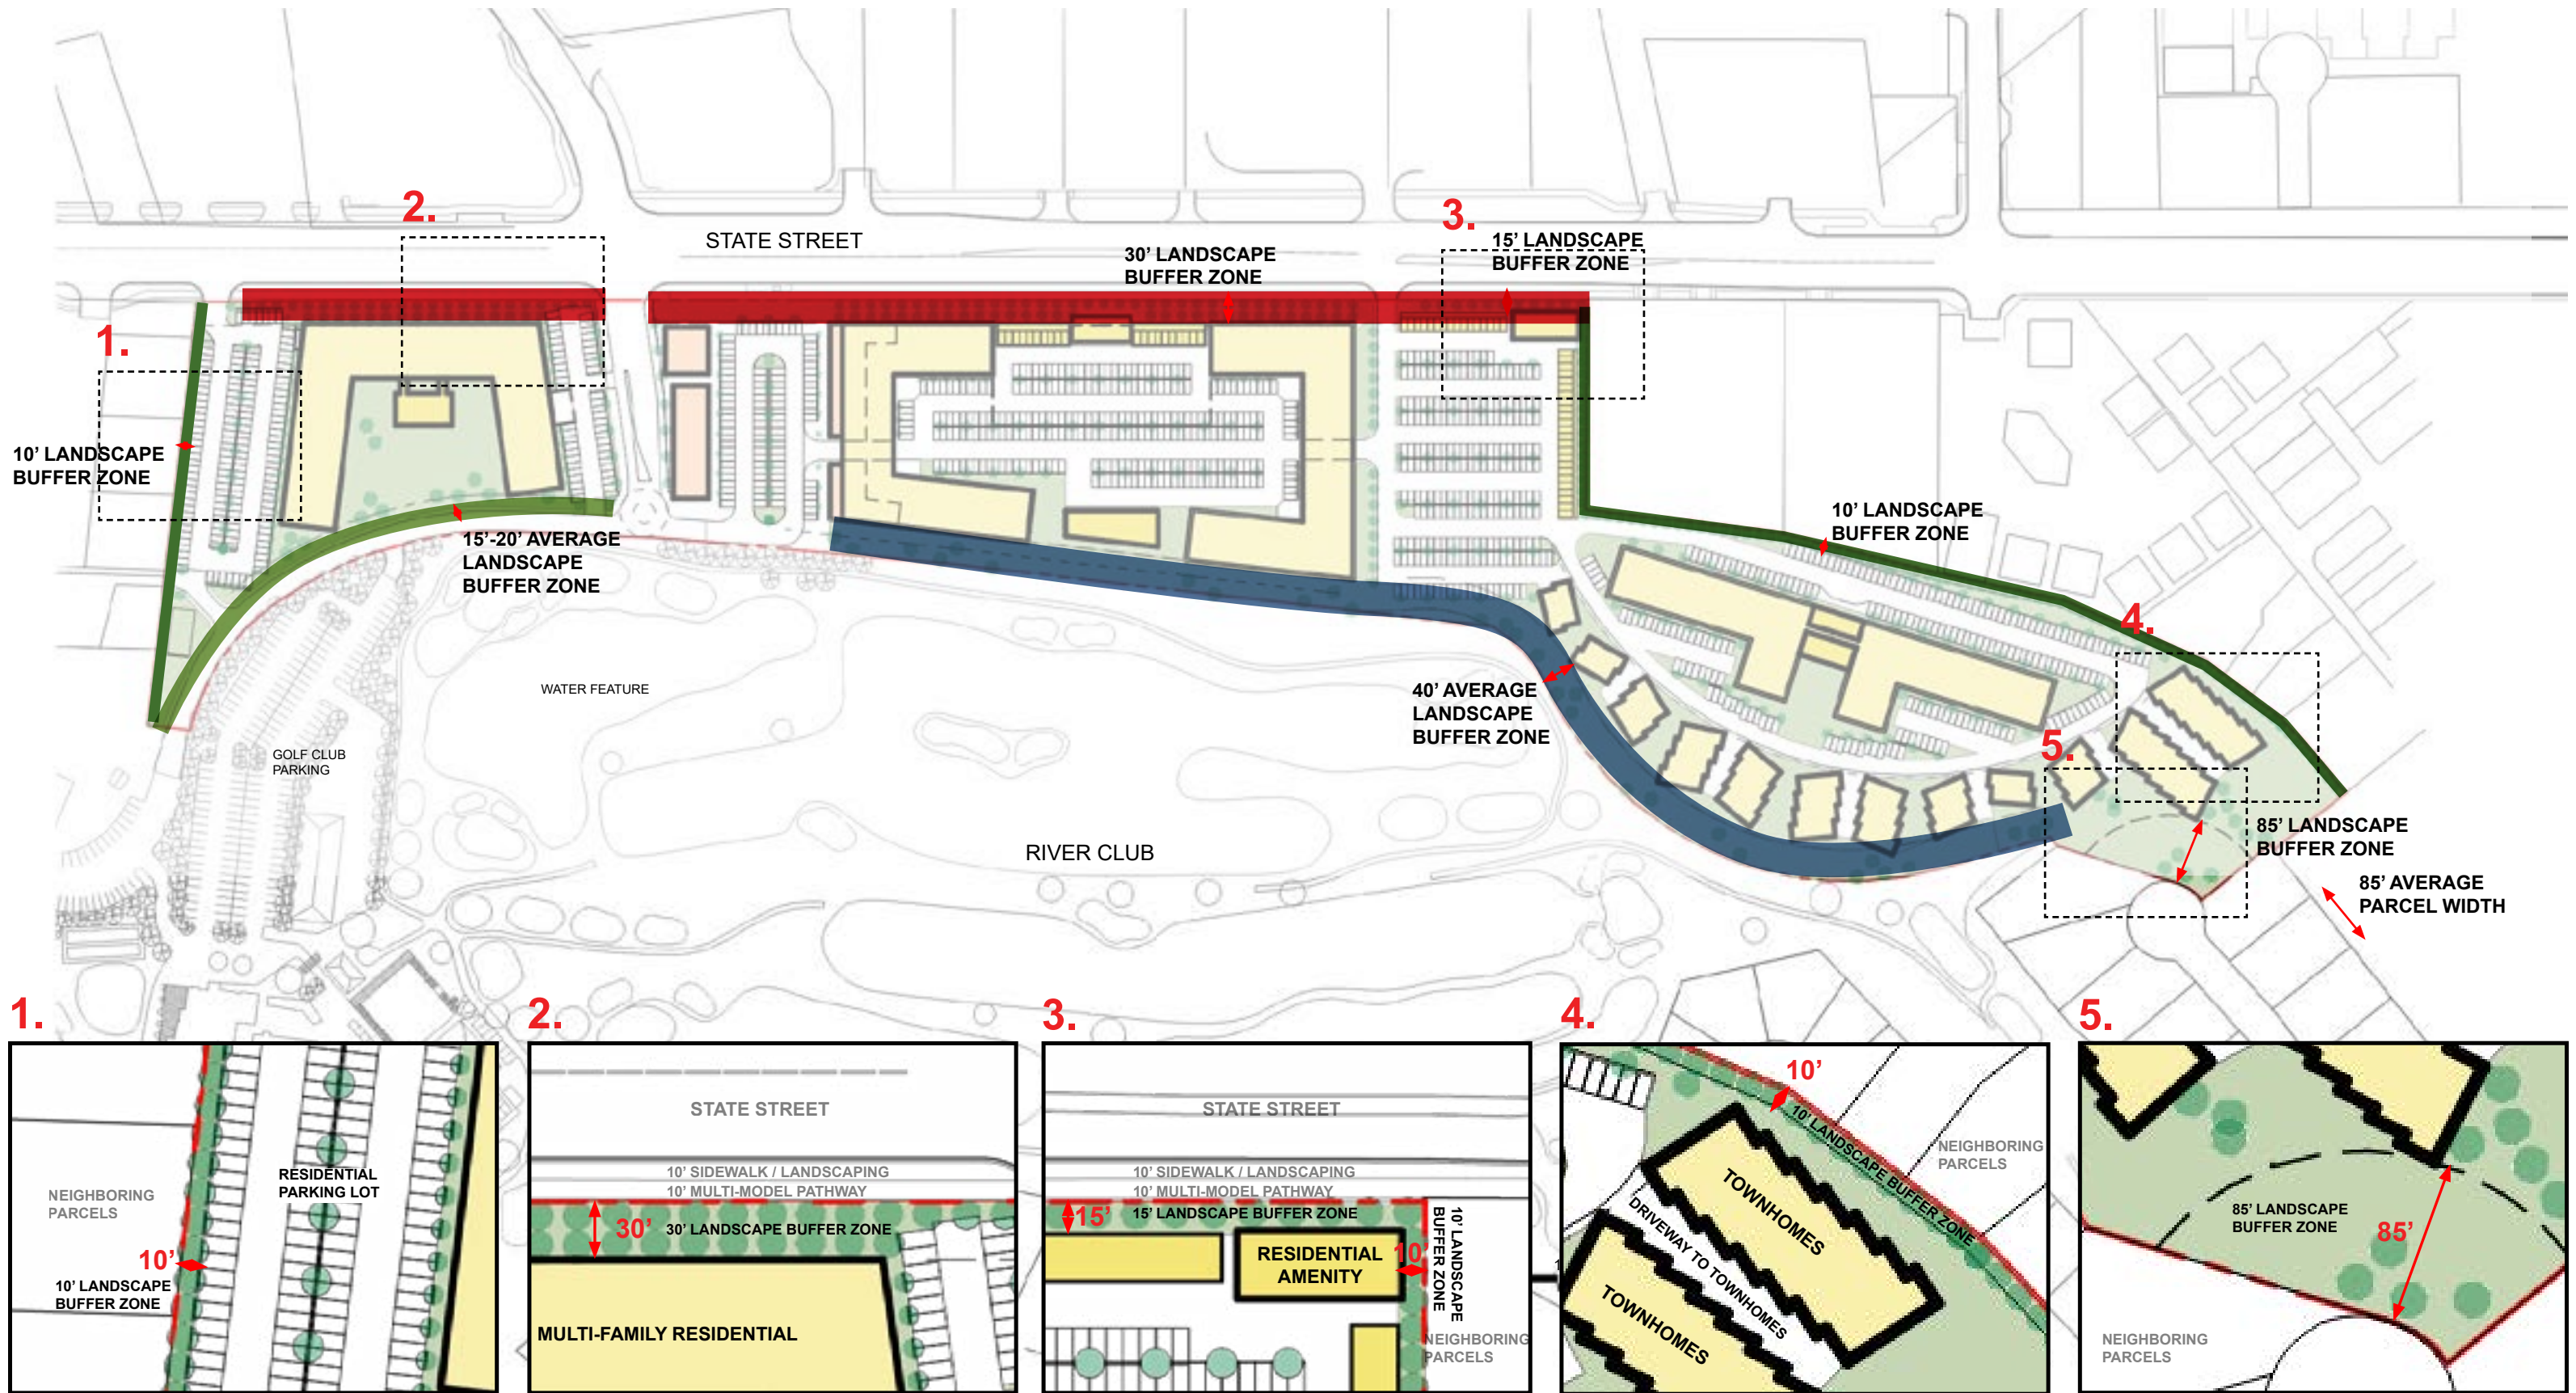 2.
STATE STREET
30’ LANDSCAPE
BUFFER ZONE
3.
15’ LANDSCAPE
BUFFER ZONE
1.
10’ LANDSCAPE
BUFFER ZONE
15’-20’ AVERAGE
LANDSCAPE
BUFFER ZONE
10’ LANDSCAPE
BUFFER ZONE
4.
WATER FEATURE
40’ AVERAGE
LANDSCAPE
BUFFER ZONE
GOLF CLUB
PARKING
5.
RIVER CLUB
85’ LANDSCAPE
BUFFER ZONE
85’ AVERAGE
PARCEL WIDTH
1.
NEIGHBORING
PARCELS
RESIDENTIAL
PARKING LOT
10’
10’ LANDSCAPE
BUFFER ZONE
2.
STATE STREET
10’ SIDEWALK / LANDSCAPING
10’ MULTI-MODEL PATHWAY
30’
30’ LANDSCAPE BUFFER ZONE
MULTI-FAMILY RESIDENTIAL
3.
STATE STREET
10’ SIDEWALK / LANDSCAPING
10’ MULTI-MODEL PATHWAY
15’
15’ LANDSCAPE BUFFER ZONE
RESIDENTIAL
AMENITY
10’
10’ LANDSCAPE
BUFFER ZONE
NEIGHBORING
PARCELS
4.
10’
10’ LANDSCAPE BUFFER ZONE
NEIGHBORING
PARCELS
TOWNHOMES
DRIVEWAY TO TOWNHOMES
TOWNHOMES
5.
85’ LANDSCAPE
BUFFER ZONE
85’
NEIGHBORING
PARCELS